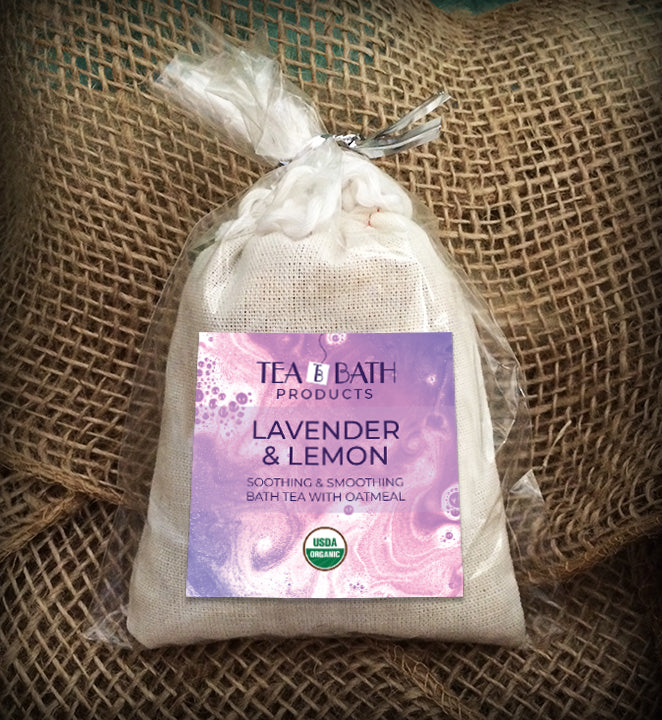 TEA B BATH
PRODUCTS
LAVENDER
& LEMON
SOOTHING & SMOOTHING
BATH TEA WITH OATMEAL
USDA
ORGANIC